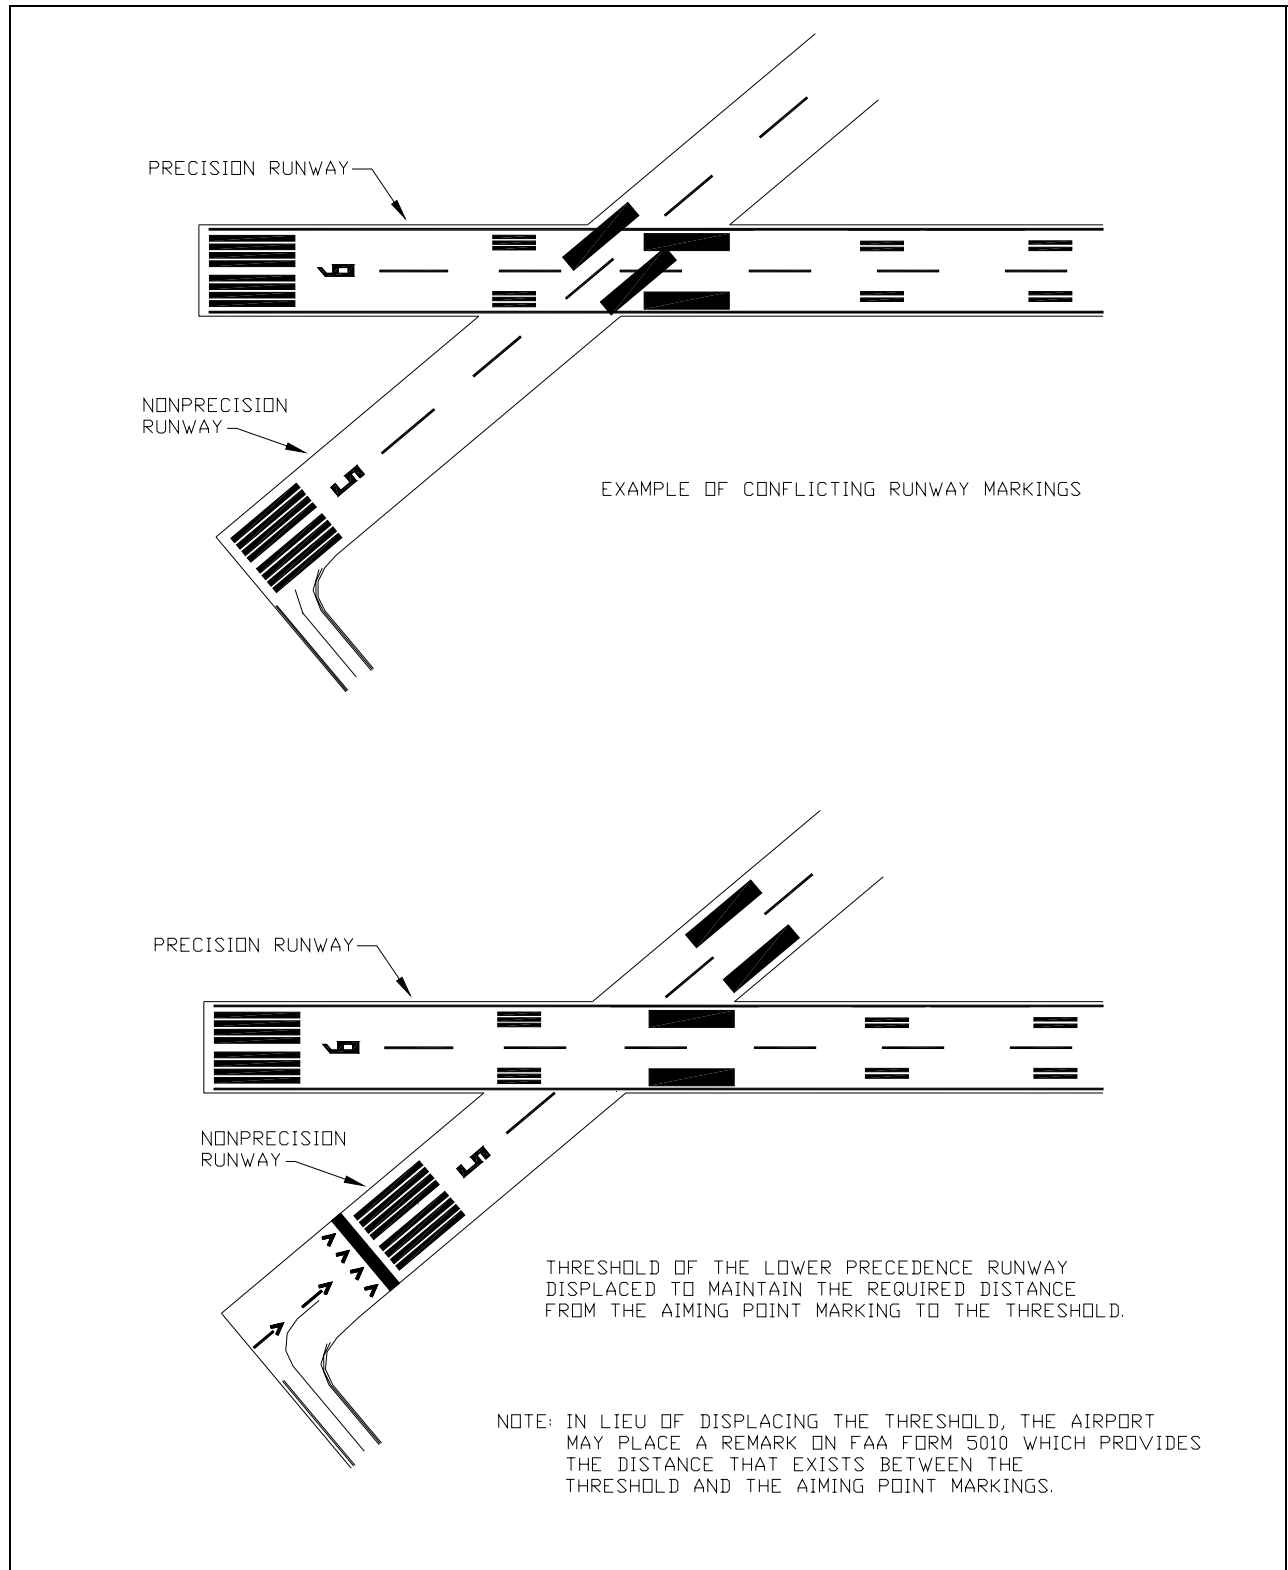 PRECISION RUNWAY
9
NONPRECISION
RUNWAY
5
EXAMPLE OF CONFLICTING RUNWAY MARKINGS
PRECISION RUNWAY
9
NONPRECISION
RUNWAY
5
THRESHOLD OF THE LOWER PRECEDENCE RUNWAY
DISPLACED TO MAINTAIN THE REQUIRED DISTANCE
FROM THE AIMING POINT MARKING TO THE THRESHOLD.
NOTE: IN LIEU OF DISPLACING THE THRESHOLD, THE AIRPORT
MAY PLACE A REMARK ON FAA FORM 5010 WHICH PROVIDES
THE DISTANCE THAT EXISTS BETWEEN THE
THRESHOLD AND THE AIMING POINT MARKINGS.